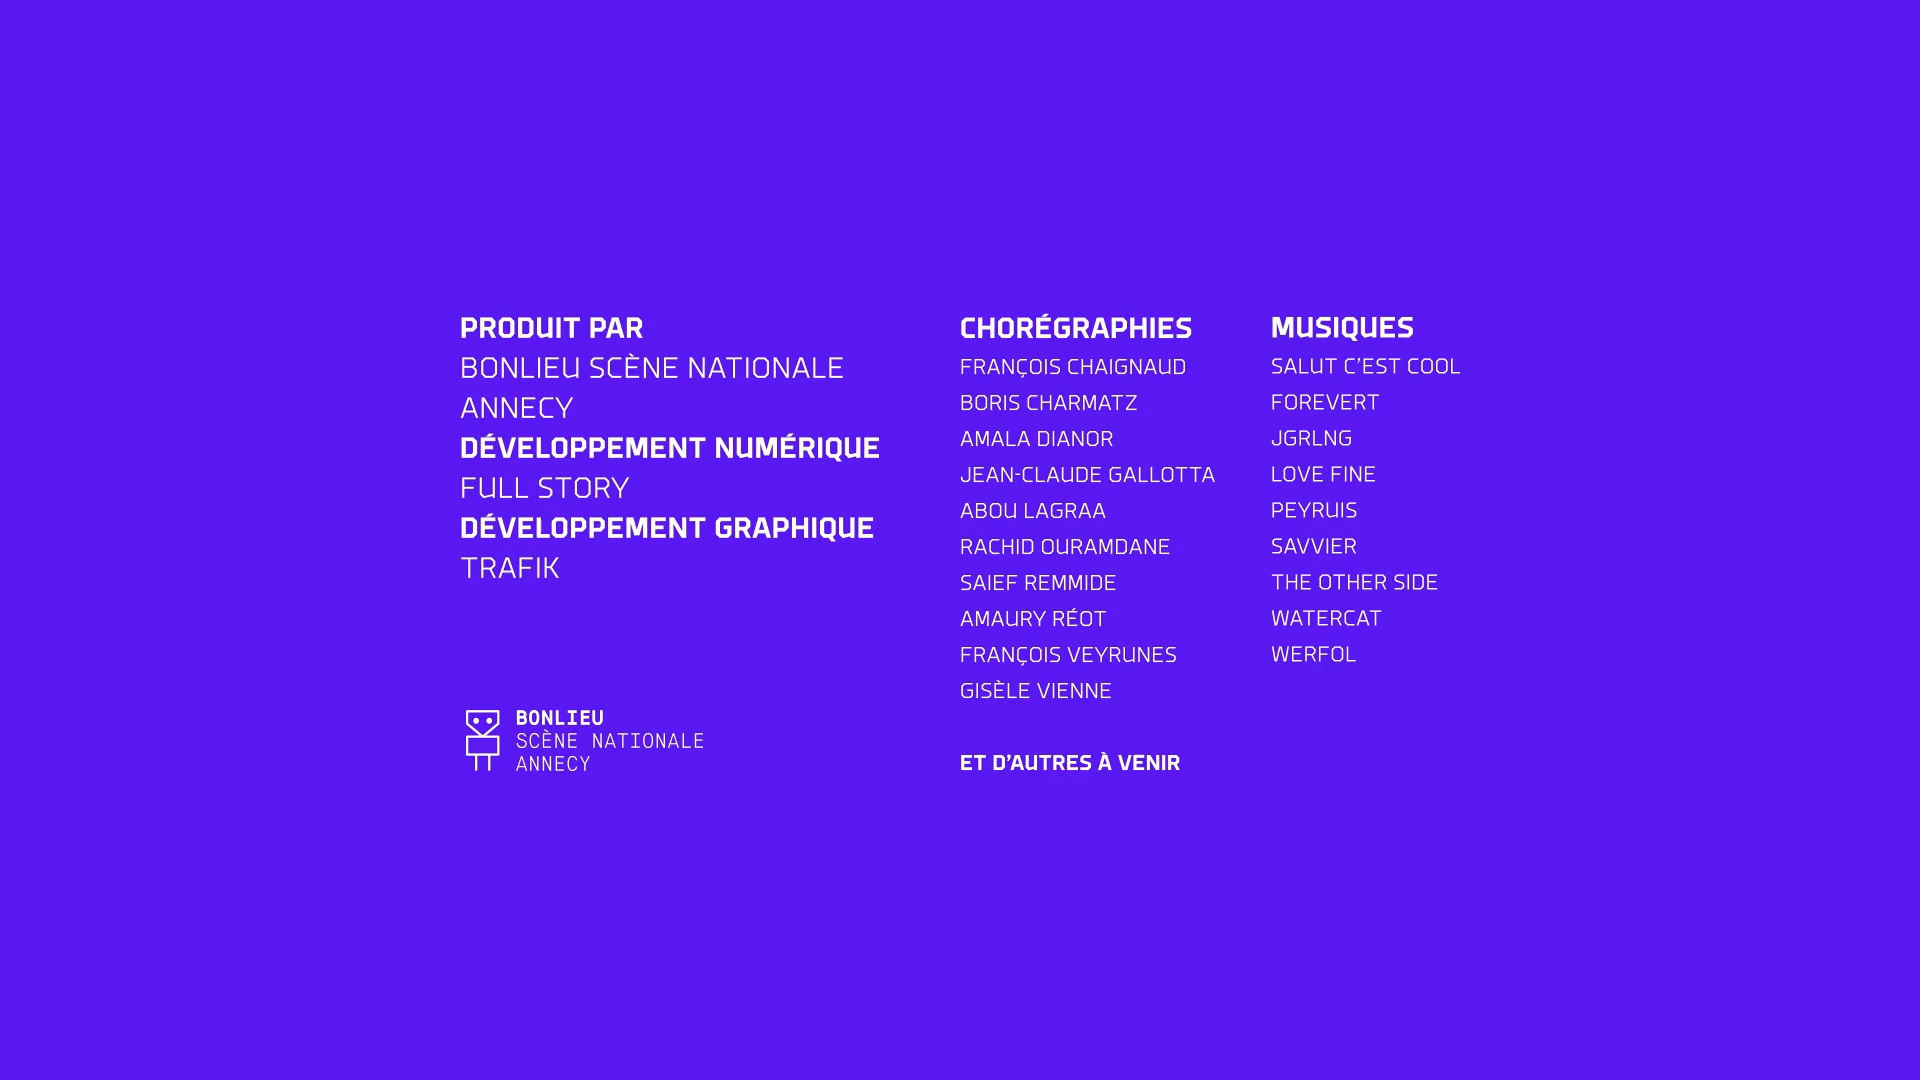 PRODUIT PAR
BONLIEU SCÈNE NATIONALE
ANNECY
DÉVELOPPEMENT NUMÉRIQUE
FULL STORY
DÉVELOPPEMENT GRAPHIQUE
TRAFIK
BONLIEU
SCÈNE NATIONALE
ANNECY
CHORÉGRAPHIES
FRANÇOIS CHAIGNAUD
BORIS CHARMATZ
AMALA DIANOR
JEAN-CLAUDE GALLOTTA
ABOU LAGRAA
RACHID OURAMDANE
SAIEF REMMIDE
AMAURY RÉOT
FRANÇOIS VEYRUNES
GISÈLE VIENNE
ET D’AUTRES À VENIR
MUSIQUES
SALUT C’EST COOL
FOREVERT
JGRLNG
LOVE FINE
PEYRUIS
SAVVIER
THE OTHER SIDE
WATERCAT
WERFOL